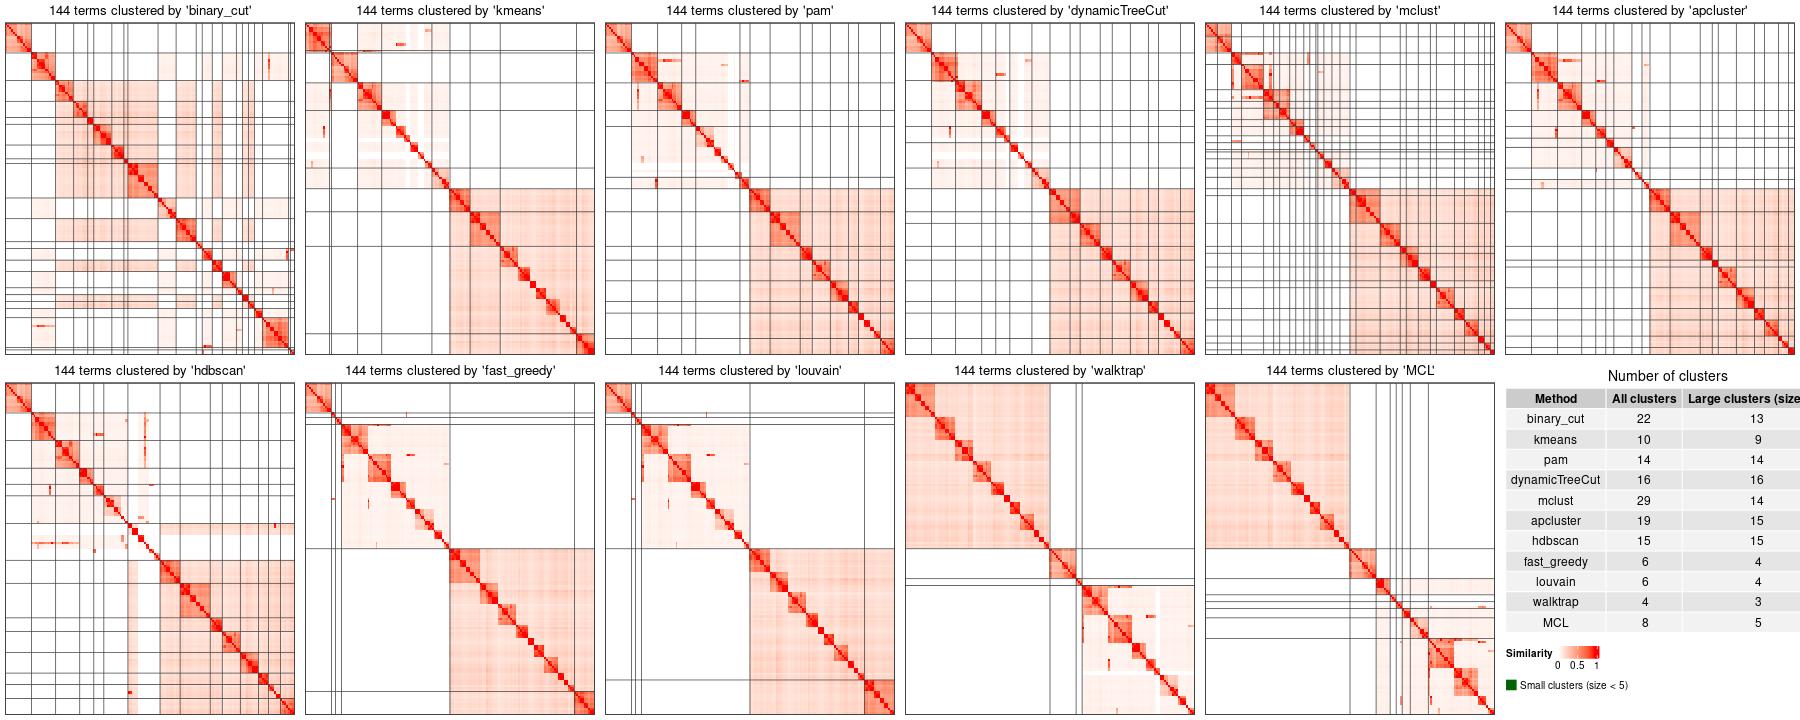 144 terms clustered by 'binary_cut'
144 terms clustered by 'kmeans'
144 terms clustered by 'pam'
144 terms clustered by 'dynamicTreeCut'
144 terms clustered by 'mclust'
144 terms clustered by 'apcluster'
144 terms clustered by 'hdbscan'
144 terms clustered by 'fast_greedy'
144 terms clustered by 'louvain'
144 terms clustered by 'walktrap'
144 terms clustered by 'MCL'
Number of clusters
Method All clusters Large clusters (size
binary_cut 22 13
kmeans 10 9
pam 14 14
dynamicTreeCut 16 16
mclust 29 14
apcluster 19 15
hdbscan 15 15
fast_greedy 6 4
louvain 6 4
walktrap 4 3
MCL 8 5
Similarity
0 0.5 1
Small clusters (size < 5)